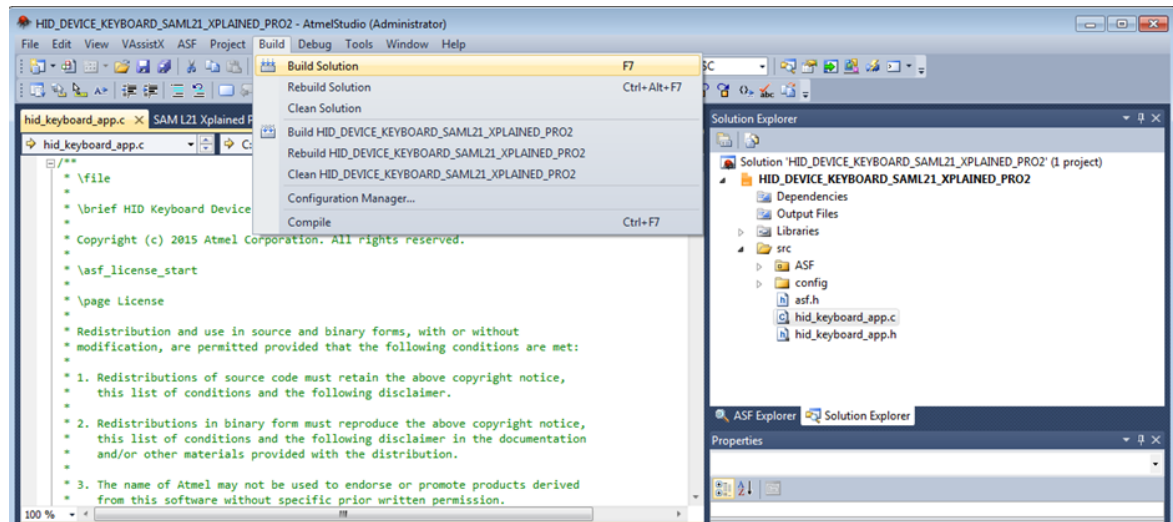 HID_DEVICE_KEYBOARD_SAML21_XPLAINED_PRO2 - AtmelStudio (Administrator)
File Edit View VAssistX ASF Project Build Debug Tools Window Help
Build Solution F7
Rebuild Solution Ctrl+Alt+F7
Clean Solution
Build HID_DEVICE_KEYBOARD_SAML21_XPLAINED_PRO2
Rebuild HID_DEVICE_KEYBOARD_SAML21_XPLAINED_PRO2
Clean HID_DEVICE_KEYBOARD_SAML21_XPLAINED_PRO2
Configuration Manager...
Compile Ctrl+F7
hid_keyboard_app.c SAM L21 Xplained
hid_keyboard_app.c C:
/**
* \file
*
* \brief HID Keyboard Device
*
* Copyright (c) 2015 Atmel Corporation. All rights reserved.
*
* \asf_license_start
*
* \page License
*
* Redistribution and use in source and binary forms, with or without
* modification, are permitted provided that the following conditions are met:
*
* 1. Redistributions of source code must retain the above copyright notice,
* this list of conditions and the following disclaimer.
*
* 2. Redistributions in binary form must reproduce the above copyright notice,
* this list of conditions and the following disclaimer in the documentation
* and/or other materials provided with the distribution.
*
* 3. The name of Atmel may not be used to endorse or promote products derived
* from this software without specific prior written permission.
100 %
Solution Explorer
Solution 'HID_DEVICE_KEYBOARD_SAML21_XPLAINED_PRO2' (1 project)
HID_DEVICE_KEYBOARD_SAML21_XPLAINED_PRO2
Dependencies
Output Files
Libraries
src
ASF
config
asf.h
hid_keyboard_app.c
hid_keyboard_app.h
ASF Explorer Solution Explorer
Properties